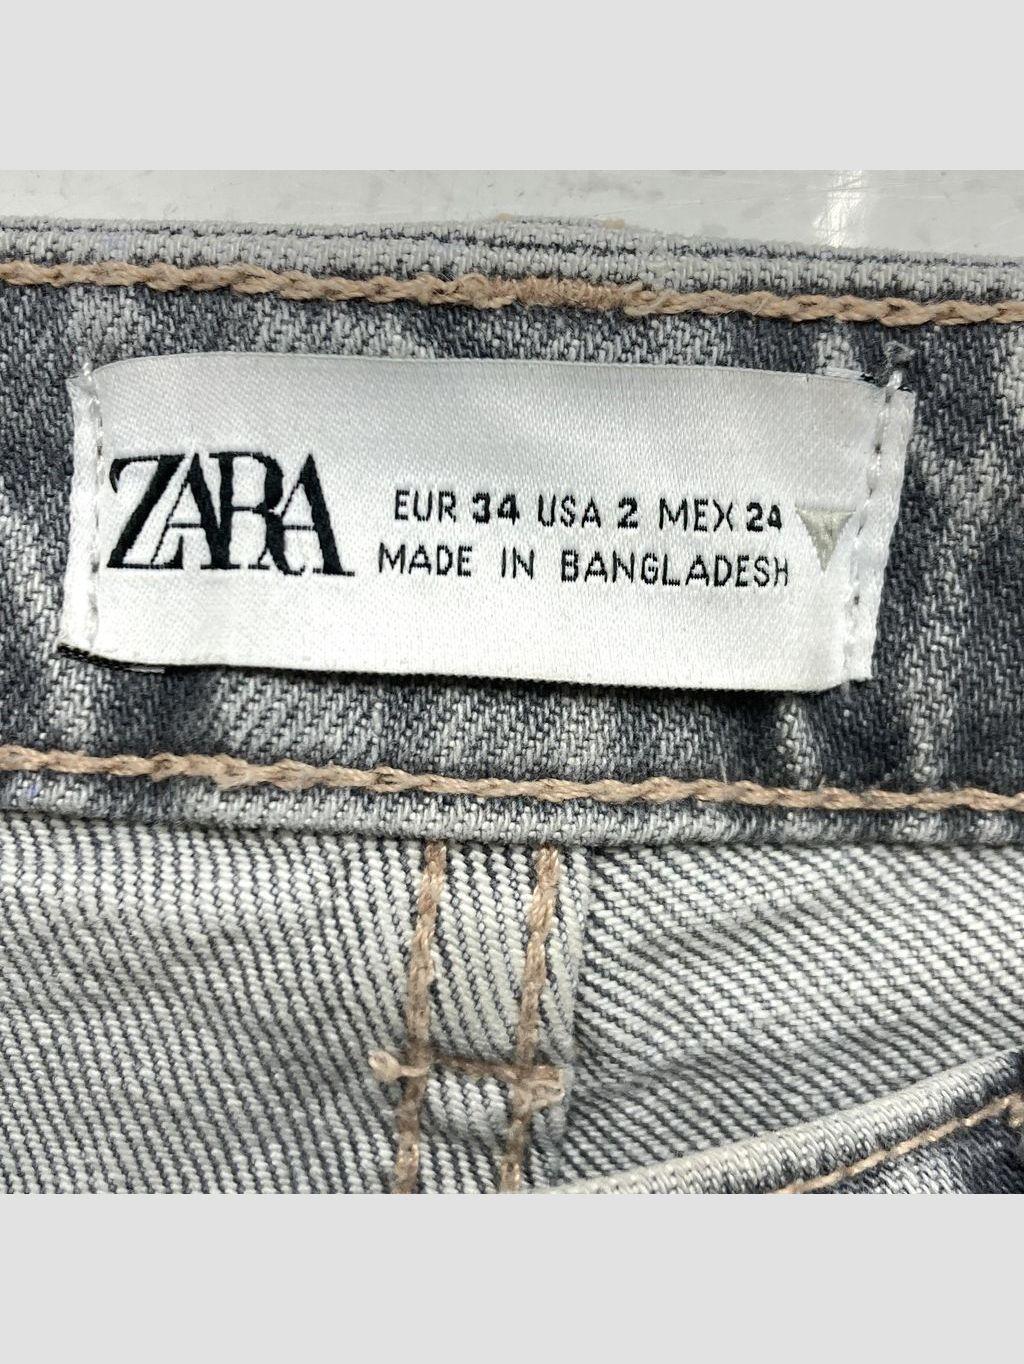 ZARA
EUR 34 USA 2 MEX 24
MADE IN BANGLADESH